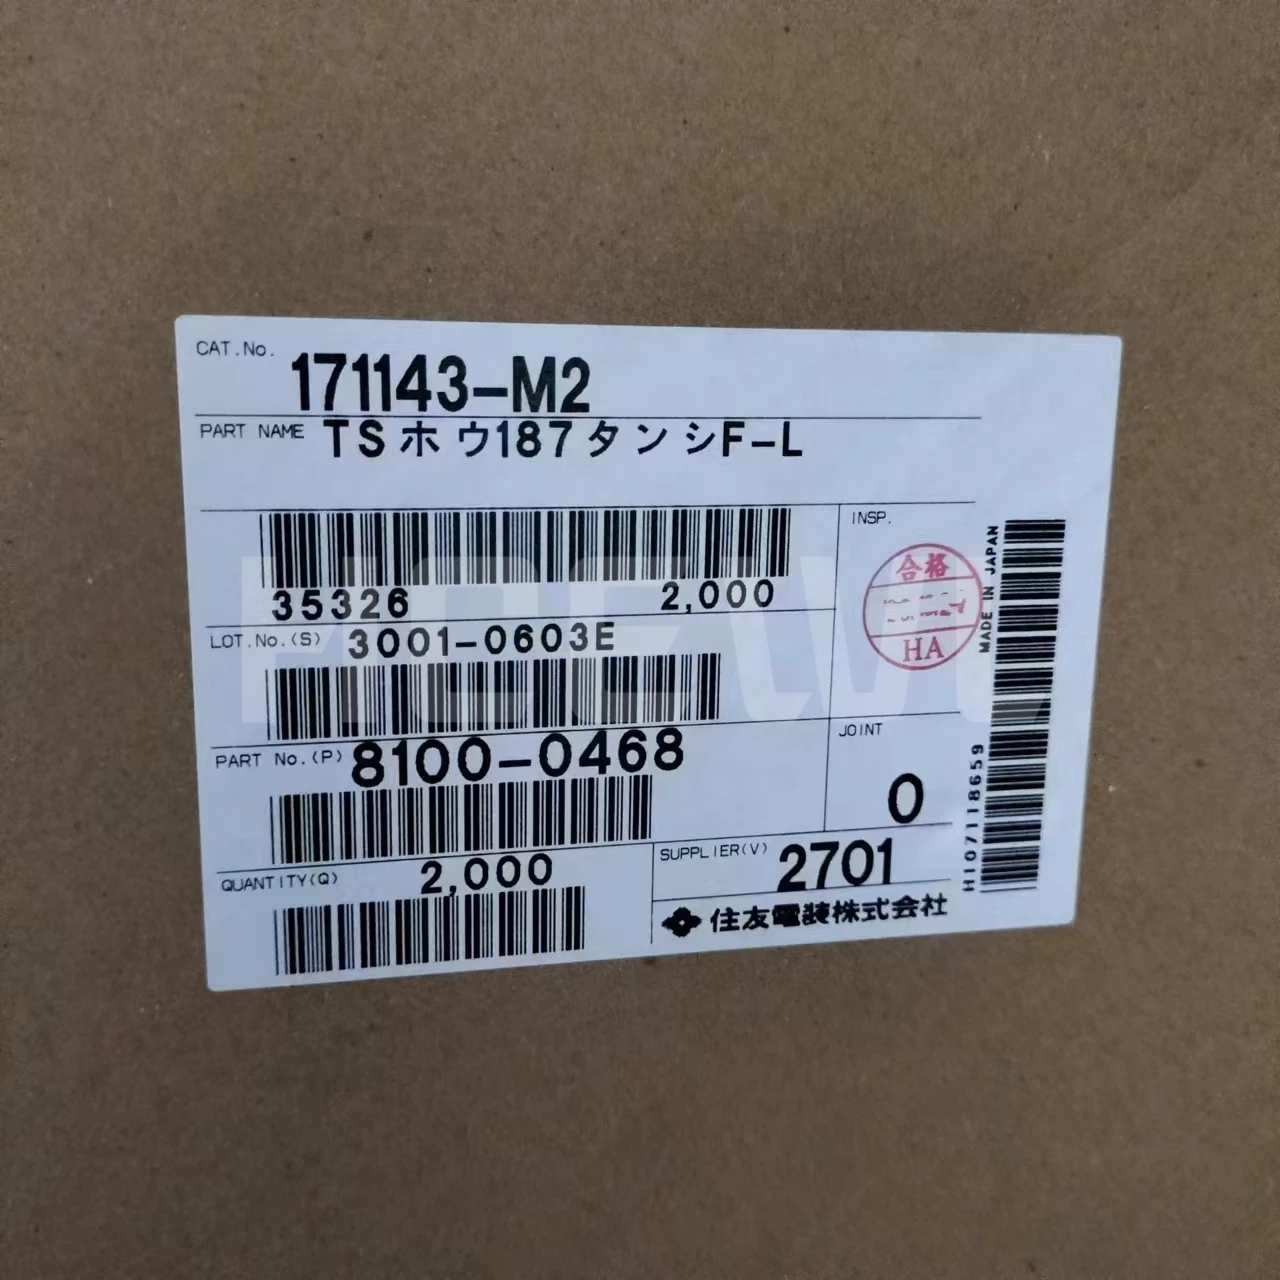 CAT.No. 171143-M2
PART NAME TSホウ187タンシF-L
35326 2,000
LOT.No.(S) 3001-0603E
PART No.(P) 8100-0468
QUANTITY(Q) 2,000
INSP.
合格
HA
JOINT
0
SUPPLIER(V) 2701
住友電装株式会社
MADE IN JAPAN
H107118659